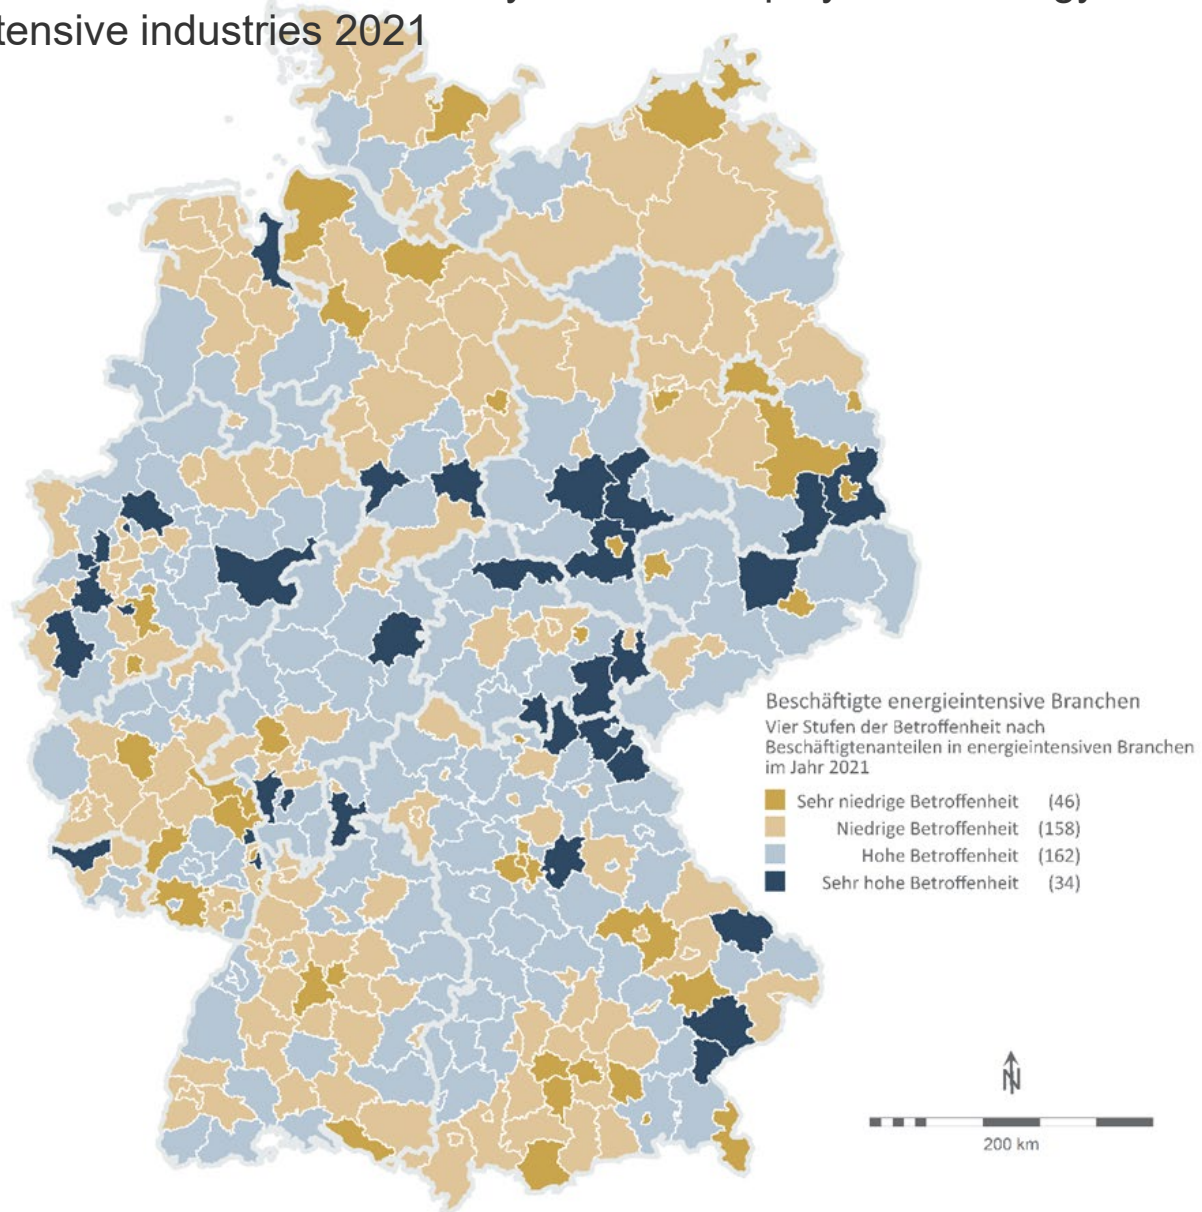 tensive industries 2021
Beschäftigte energieintensive Branchen
Vier Stufen der Betroffenheit nach
Beschäftigtenanteilen in energieintensiven Branchen
im Jahr 2021
Sehr niedrige Betroffenheit (46)
Niedrige Betroffenheit (158)
Hohe Betroffenheit (162)
Sehr hohe Betroffenheit (34)
N
200 km